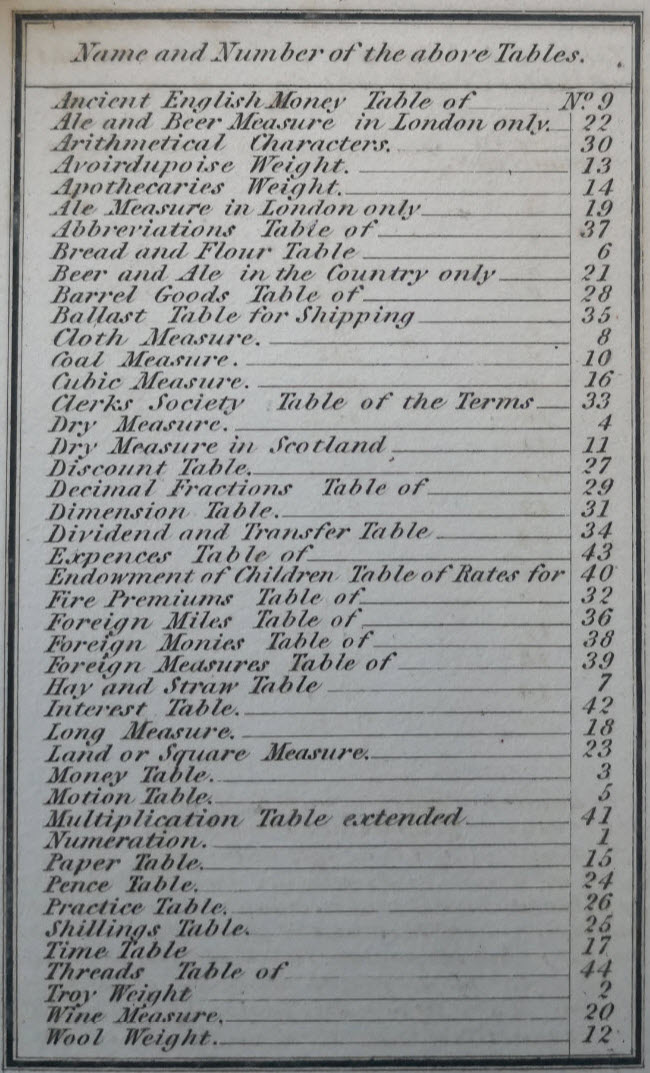 Name and Number of the above Tables.
Ancient English Money Table of Nº 9
Ale and Beer Measure in London only. 22
Arithmetical Characters. 30
Avoirdupoise Weight. 13
Apothecaries Weight. 14
Ale Measure in London only 19
Abbreviations Table of 37
Bread and Flour Table 6
Beer and Ale in the Country only 21
Barrel Goods Table of 28
Ballast Table for Shipping 35
Cloth Measure. 8
Coal Measure. 10
Cubic Measure. 16
Clerks Society Table of the Terms 33
Dry Measure. 4
Dry Measure in Scotland 11
Discount Table. 27
Decimal Fractions Table of 29
Dimension Table. 31
Dividend and Transfer Table 34
Expences Table of 43
Endowment of Children Table of Rates for 40
Fire Premiums Table of 32
Foreign Miles Table of 36
Foreign Monies Table of 38
Foreign Measures Table of 39
Hay and Straw Table 7
Interest Table. 42
Long Measure. 18
Land or Square Measure. 23
Money Table. 3
Motion Table. 5
Multiplication Table extended 41
Numeration. 1
Paper Table. 15
Pence Table. 24
Practice Table. 26
Shillings Table. 25
Time Table 17
Threads Table of 44
Troy Weight 2
Wine Measure. 20
Wool Weight. 12